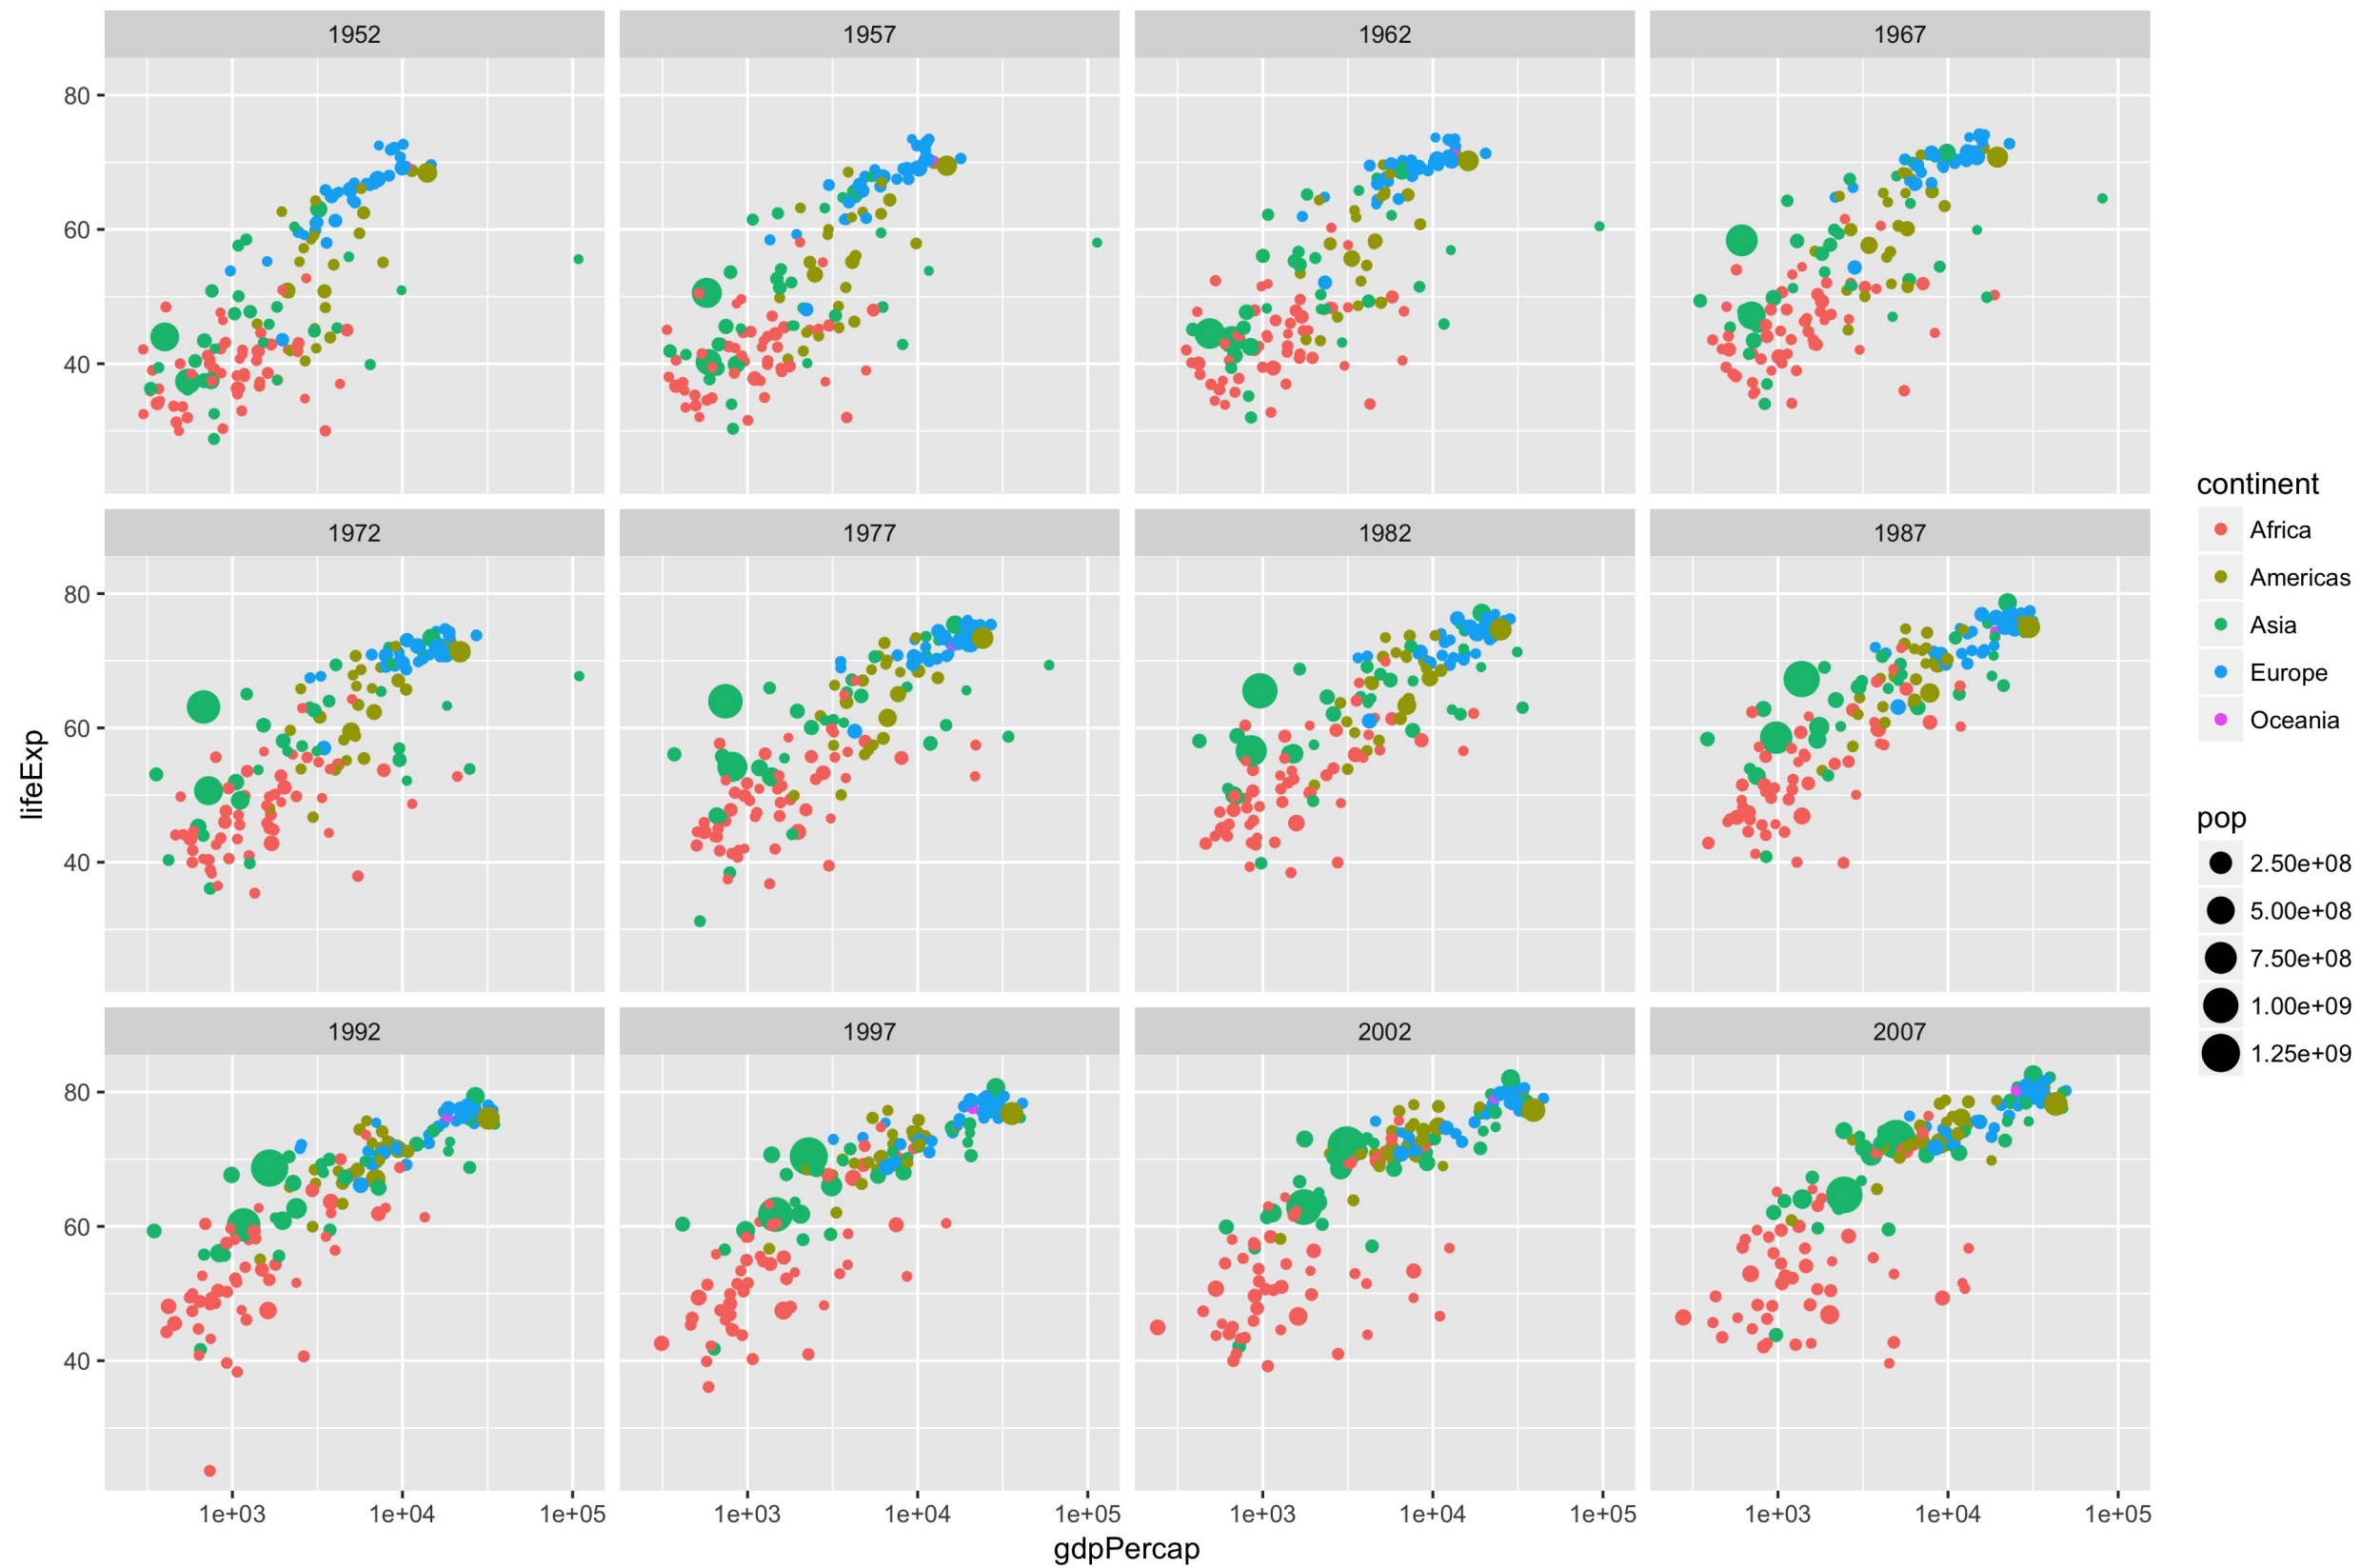 1952 1957 1962 1967
80
60
40
1972 1977 1982 1987
80
60
40
1992 1997 2002 2007
80
60
40
1e+03 1e+04 1e+05 1e+03 1e+04 1e+05 1e+03 1e+04 1e+05 1e+03 1e+04 1e+05
gdpPercap
lifeExp
continent
Africa
Americas
Asia
Europe
Oceania
pop
2.50e+08
5.00e+08
7.50e+08
1.00e+09
1.25e+09